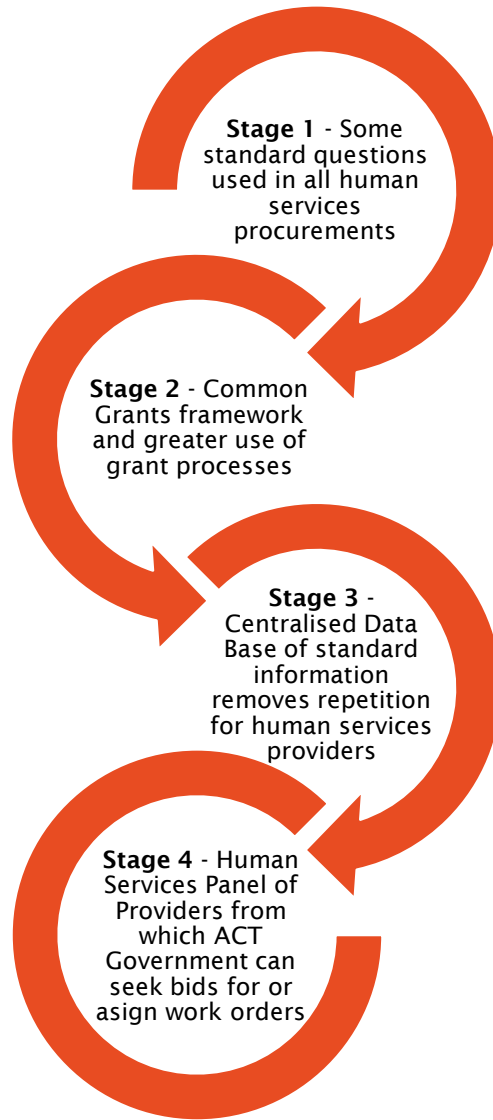 Stage 1 - Some
standard questions
used in all human
services
procurements
Stage 2 - Common
Grants framework
and greater use of
grant processes
Stage 3 -
Centralised Data
Base of standard
information
removes repetition
for human services
providers
Stage 4 - Human
Services Panel of
Providers from
which ACT
Government can
seek bids for or
asign work orders